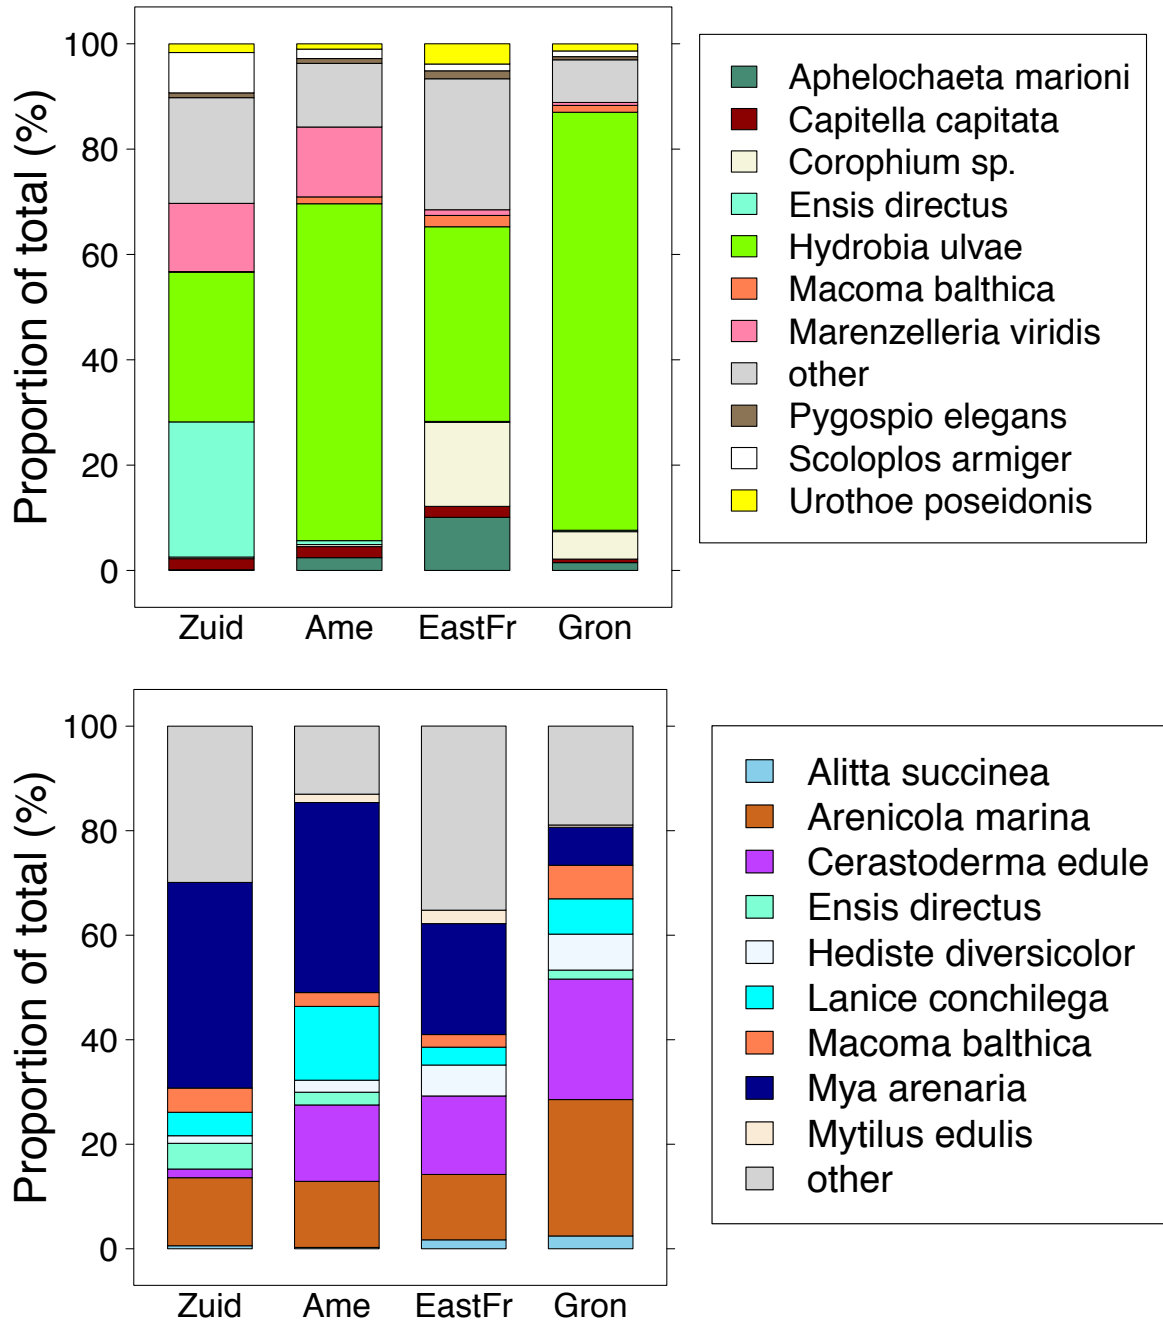 Proportion of total (%)
100
80
60
40
20
0
Zuid Ame EastFr Gron
Aphelochaeta marioni
Capitella capitata
Corophium sp.
Ensis directus
Hydrobia ulvae
Macoma balthica
Marenzelleria viridis
other
Pygospio elegans
Scoloplos armiger
Urothoe poseidonis
Proportion of total (%)
100
80
60
40
20
0
Zuid Ame EastFr Gron
Alitta succinea
Arenicola marina
Cerastoderma edule
Ensis directus
Hediste diversicolor
Lanice conchilega
Macoma balthica
Mya arenaria
Mytilus edulis
other